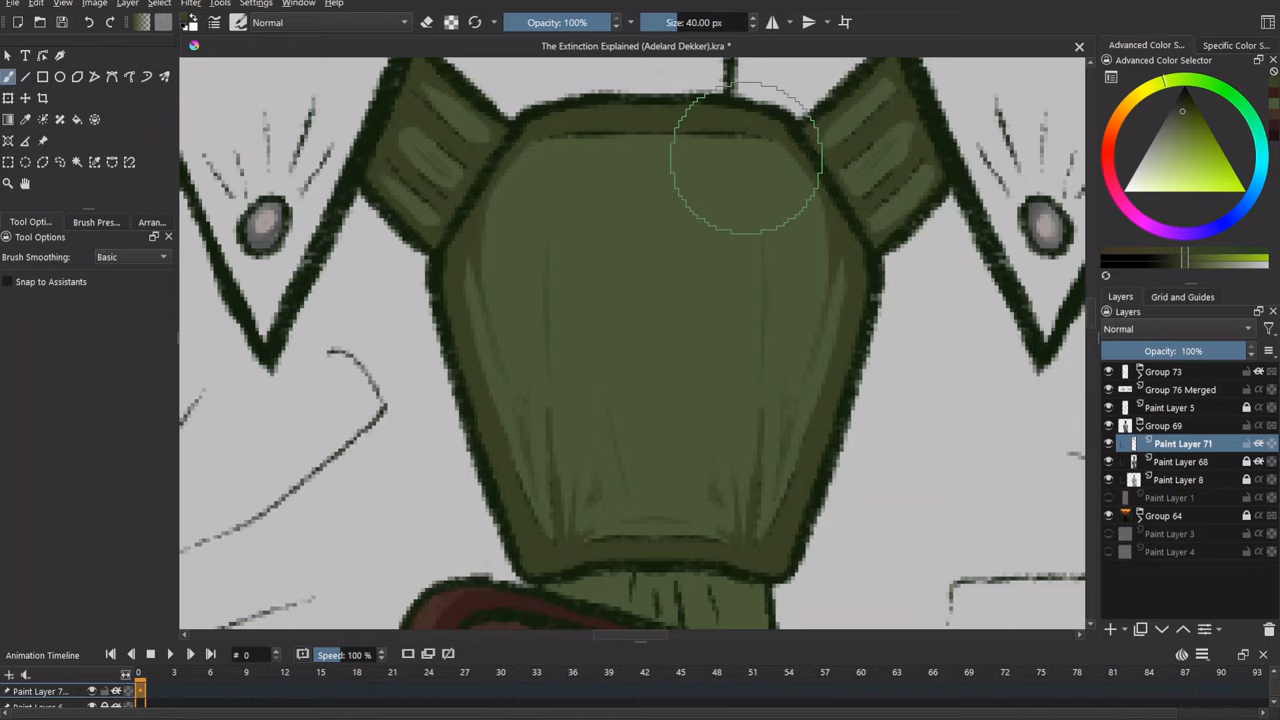 File Edit View Image Layer Select Filter Tools Settings Window Help
Normal
Opacity: 100%
Size: 40.00 px
The Extinction Explained (Adelard Dekker).kra *
Tool Opti...
Brush Pres...
Arran...
Tool Options
Brush Smoothing:
Basic
Snap to Assistants
Advanced Color S...
Specific Color S...
Advanced Color Selector
Layers
Grid and Guides
Layers
Normal
Opacity: 100%
Group 73
Group 76 Merged
Paint Layer 5
Group 69
Paint Layer 71
Paint Layer 68
Paint Layer 8
Paint Layer 1
Group 64
Paint Layer 3
Paint Layer 4
Animation Timeline
# 0
Speed: 100 %
0 3 6 9 12 15 18 21 24 27 30 33 36 39 42 45 48 51 54 57 60 63 66 69 72 75 78 81 84 87 90 93
Paint Layer 7...